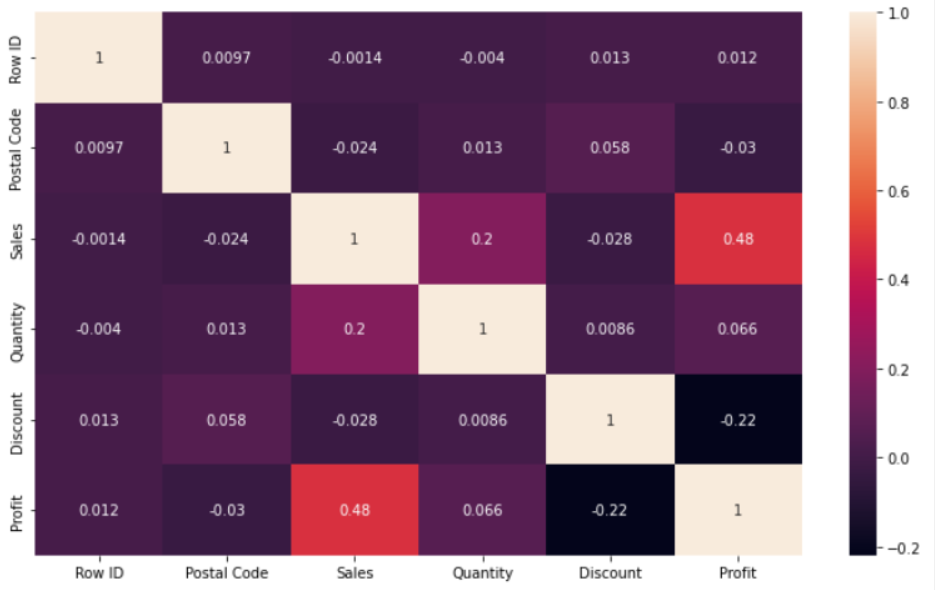 Row ID 1 0.0097 -0.0014 -0.004 0.013 0.012
Postal Code 0.0097 1 -0.024 0.013 0.058 -0.03
Sales -0.0014 -0.024 1 0.2 -0.028 0.48
Quantity -0.004 0.013 0.2 1 0.0086 0.066
Discount 0.013 0.058 -0.028 0.0086 1 -0.22
Profit 0.012 -0.03 0.48 0.066 -0.22 1
Row ID Postal Code Sales Quantity Discount Profit
1.0
0.8
0.6
0.4
0.2
0.0
−0.2